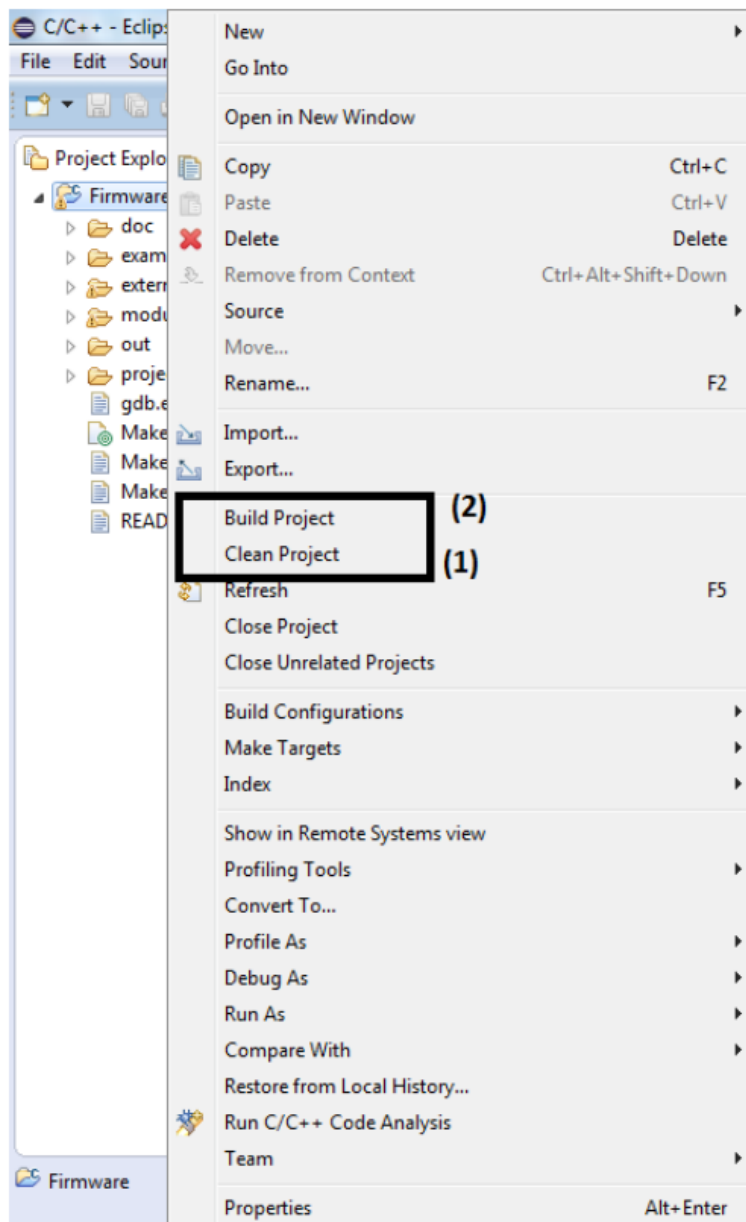 C/C++ - Eclips
File Edit Sour
Project Explo
Firmware
doc
exam
extern
modu
out
proje
gdb.e
Make
Make
Make
READ
Firmware
New
Go Into
Open in New Window
Copy Ctrl+C
Paste Ctrl+V
Delete Delete
Remove from Context Ctrl+Alt+Shift+Down
Source
Move...
Rename... F2
Import...
Export...
Build Project (2)
Clean Project (1)
Refresh F5
Close Project
Close Unrelated Projects
Build Configurations
Make Targets
Index
Show in Remote Systems view
Profiling Tools
Convert To...
Profile As
Debug As
Run As
Compare With
Restore from Local History...
Run C/C++ Code Analysis
Team
Properties Alt+Enter